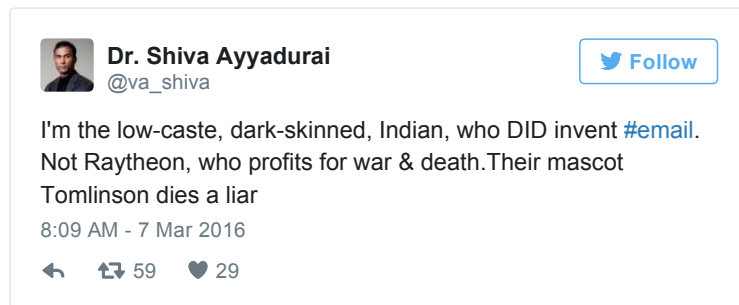 Dr. Shiva Ayyadurai
@va_shiva
Follow
I'm the low-caste, dark-skinned, Indian, who DID invent #email.
Not Raytheon, who profits for war & death.Their mascot
Tomlinson dies a liar
8:09 AM - 7 Mar 2016
59 29